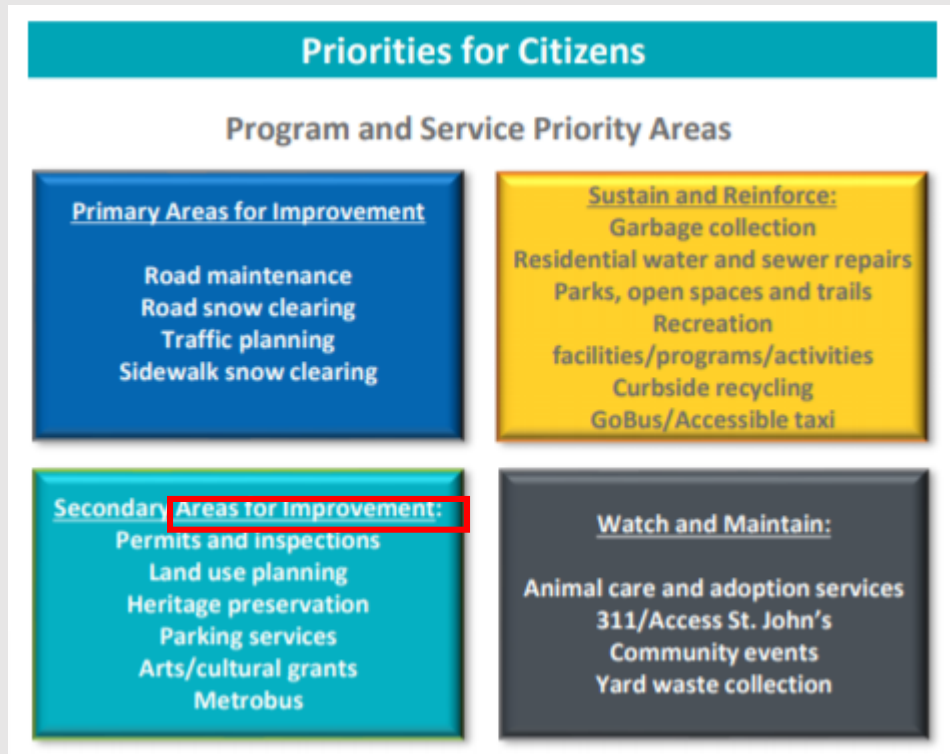 Priorities for Citizens
Program and Service Priority Areas
Primary Areas for Improvement
Road maintenance
Road snow clearing
Traffic planning
Sidewalk snow clearing
Sustain and Reinforce:
Garbage collection
Residential water and sewer repairs
Parks, open spaces and trails
Recreation
facilities/programs/activities
Curbside recycling
GoBus/Accessible taxi
Secondary Areas for Improvement:
Permits and inspections
Land use planning
Heritage preservation
Parking services
Arts/cultural grants
Metrobus
Watch and Maintain:
Animal care and adoption services
311/Access St. John’s
Community events
Yard waste collection